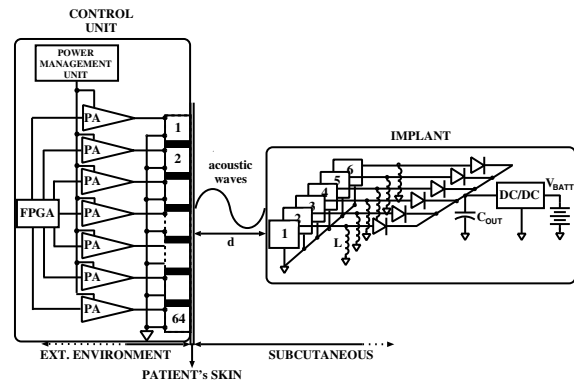 CONTROL
UNIT
POWER
MANAGEMENT
UNIT
PA
PA
PA
PA
PA
PA
PA
FPGA
1
2
64
acoustic
waves
d
IMPLANT
6
5
4
3
2
1
L
C_OUT
DC/DC
V_BATT
EXT. ENVIRONMENT
SUBCUTANEOUS
PATIENT's SKIN